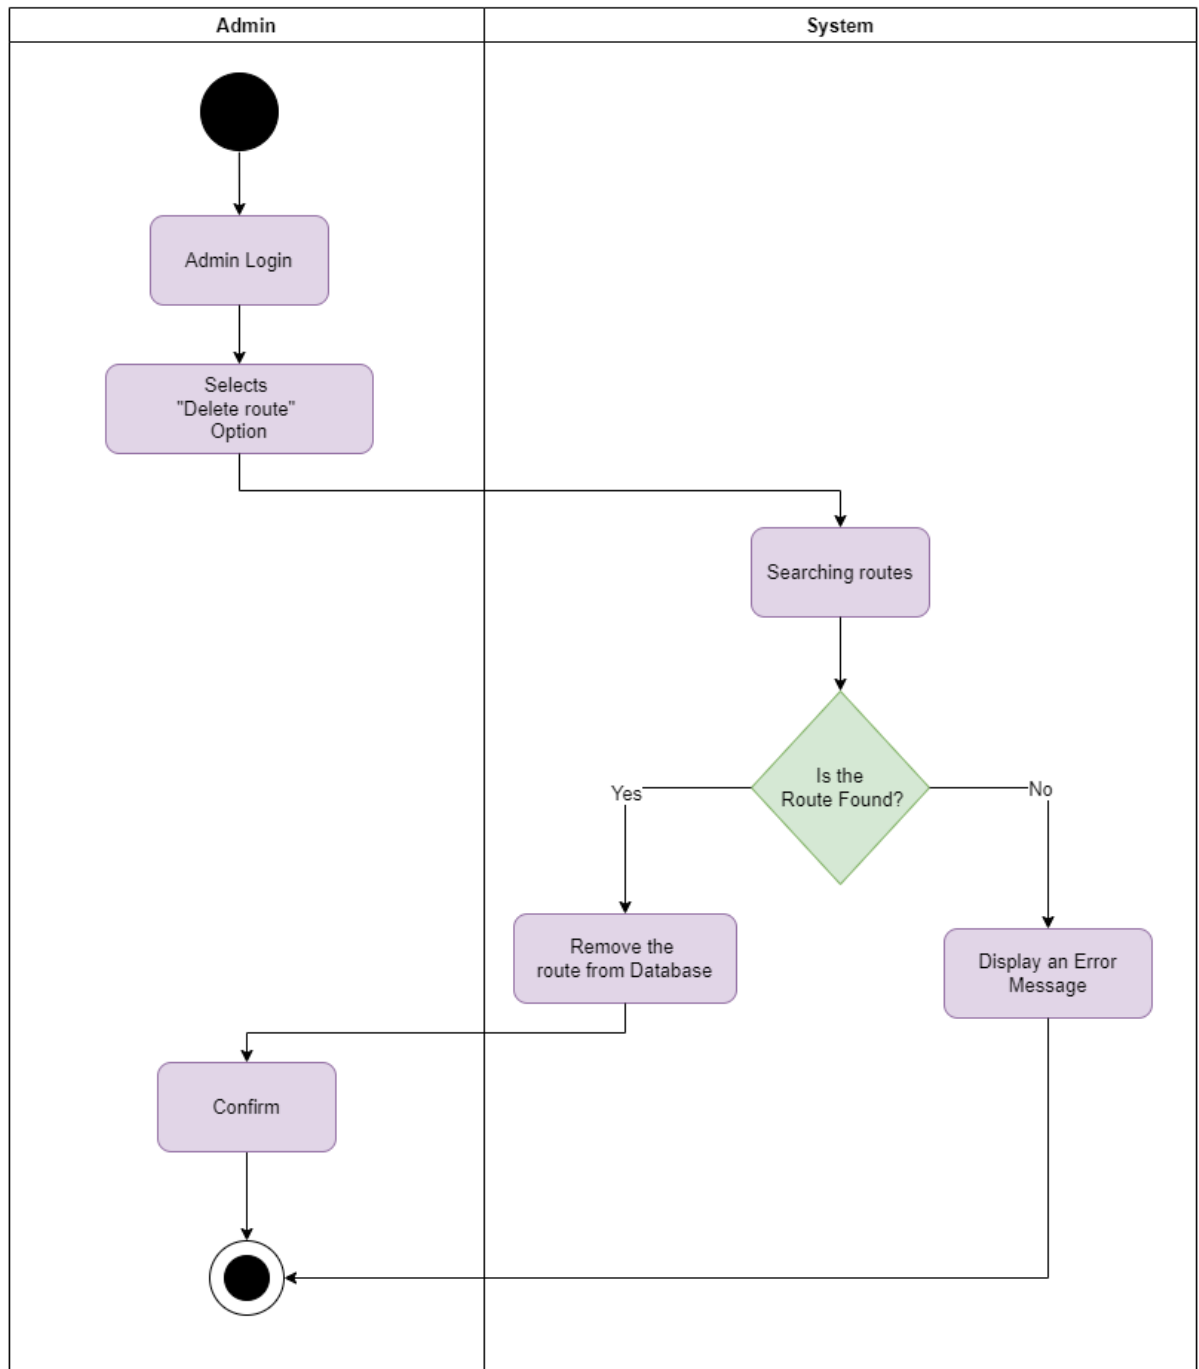 Admin
System
Admin Login
Selects
"Delete route"
Option
Searching routes
Is the
Route Found?
Yes
No
Remove the
route from Database
Display an Error
Message
Confirm